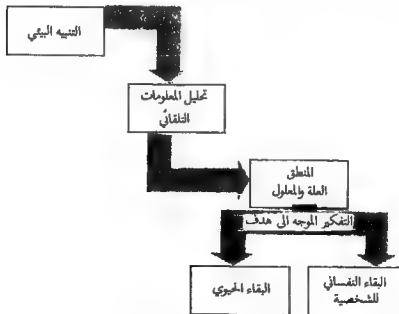 التنبيه البيئي
تحليل المعلومات
التلقائي
المنطق
العلة والمعلول
التفكير الموجه الى هدف
البقاء النفساني
للشخصية
البقاء الحيوي